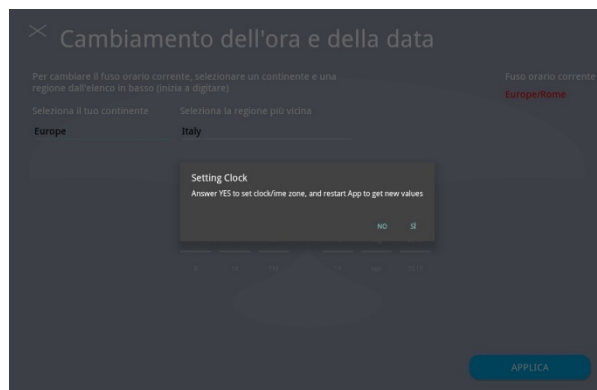 Cambiamento dell'ora e della data
Per cambiare il fuso orario corrente, selezionare un continente e una
regione dall'elenco in basso (inizia a digitare)
Fuso orario corrente
Europe/Rome
Seleziona il tuo continente
Seleziona la regione più vicina
Europe
Italy
Setting Clock
Answer YES to set clock/ime zone, and restart App to get new values
NO
SÌ
APPLICA